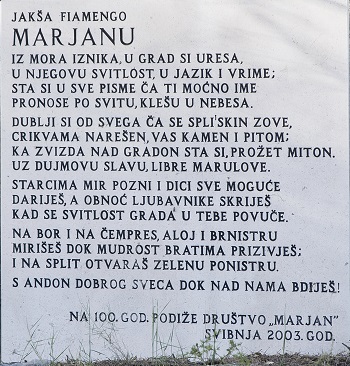 JAKŠA FIAMENGO
MARJANU
IZ MORA IZNIKA, U GRAD SI URESA,
U NJEGOVU SVITLOST, U JAZIK I VRIME;
STA SI U SVE PISME ČA TI MOĆNO IME
PRONOSE PO SVITU, KLEŠU U NEBESA.
DUBLJI SI OD SVEGA ČA SE SPLI'SKIN ZOVE,
CRIKVAMA NAREŠEN, VAS KAMEN I PITOM;
KA ZVIZDA NAD GRADON STA SI, PROŽET MITON.
UZ DUJMOVU SLAVU, LIBRE MARULOVE.
STARCIMA MIR POZNI I DICI SVE MOGUĆE
DARIJEŠ, A OBNOĆ LJUBAVNIKE SKRIJEŠ
KAD SE SVITLOST GRADA U TEBE POVUČE.
NA BOR I NA ČEMPRES, ALOJ I BRNISTRU
MIRIŠEŠ DOK MUDROST BRATIMA PRIZIVJEŠ;
I NA SPLIT OTVARAŠ ZELENU PONISTRU.
S ANDON DOBROG SVECA DOK NAD NAMA BDIJEŠ!
NA 100. GOD. PODIŽE DRUŠTVO „MARJAN"
SVIBNJA 2003. GOD.